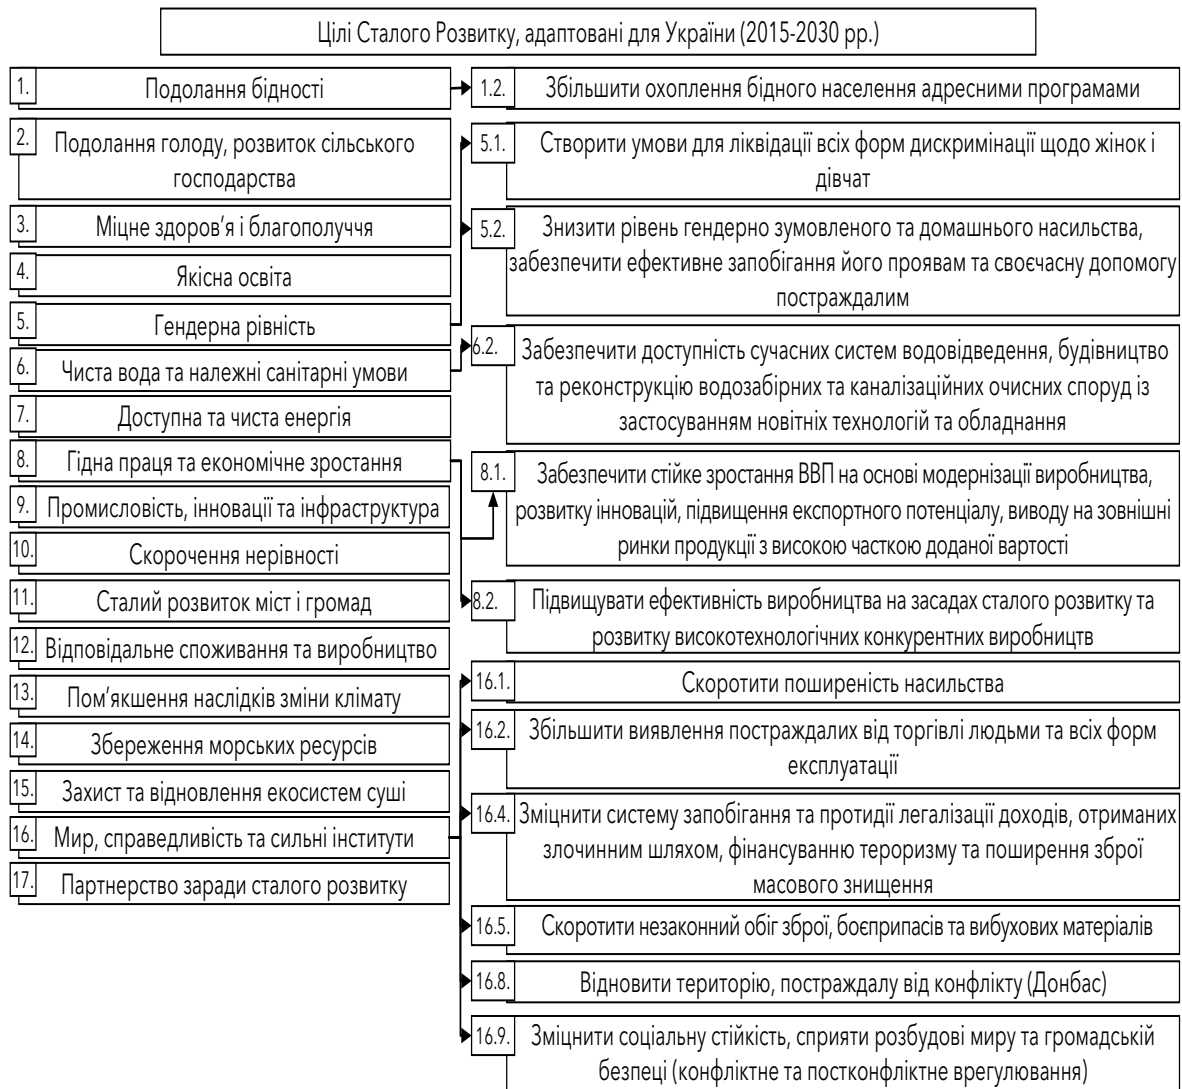 Цілі Сталого Розвитку, адаптовані для України (2015-2030 рр.)
1. Подолання бідності
2. Подолання голоду, розвиток сільського
господарства
3. Міцне здоров’я і благополуччя
4. Якісна освіта
5. Гендерна рівність
6. Чиста вода та належні санітарні умови
7. Доступна та чиста енергія
8. Гідна праця та економічне зростання
9. Промисловість, інновації та інфраструктура
10. Скорочення нерівності
11. Сталий розвиток міст і громад
12. Відповідальне споживання та виробництво
13. Пом’якшення наслідків зміни клімату
14. Збереження морських ресурсів
15. Захист та відновлення екосистем суші
16. Мир, справедливість та сильні інститути
17. Партнерство заради сталого розвитку
1.2. Збільшити охоплення бідного населення адресними програмами
5.1. Створити умови для ліквідації всіх форм дискримінації щодо жінок і
дівчат
5.2. Знизити рівень гендерно зумовленого та домашнього насильства,
забезпечити ефективне запобігання його проявам та своєчасну допомогу
постраждалим
6.2. Забезпечити доступність сучасних систем водовідведення, будівництво
та реконструкцію водозабірних та каналізаційних очисних споруд із
застосуванням новітніх технологій та обладнання
8.1. Забезпечити стійке зростання ВВП на основі модернізації виробництва,
розвитку інновацій, підвищення експортного потенціалу, виводу на зовнішні
ринки продукції з високою часткою доданої вартості
8.2. Підвищувати ефективність виробництва на засадах сталого розвитку та
розвитку високотехнологічних конкурентних виробництв
16.1. Скоротити поширеність насильства
16.2. Збільшити виявлення постраждалих від торгівлі людьми та всіх форм
експлуатації
16.4. Зміцнити систему запобігання та протидії легалізації доходів, отриманих
злочинним шляхом, фінансуванню тероризму та поширення зброї
масового знищення
16.5. Скоротити незаконний обіг зброї, боєприпасів та вибухових матеріалів
16.8. Відновити територію, постраждалу від конфлікту (Донбас)
16.9. Зміцнити соціальну стійкість, сприяти розбудові миру та громадській
безпеці (конфліктне та постконфліктне врегулювання)